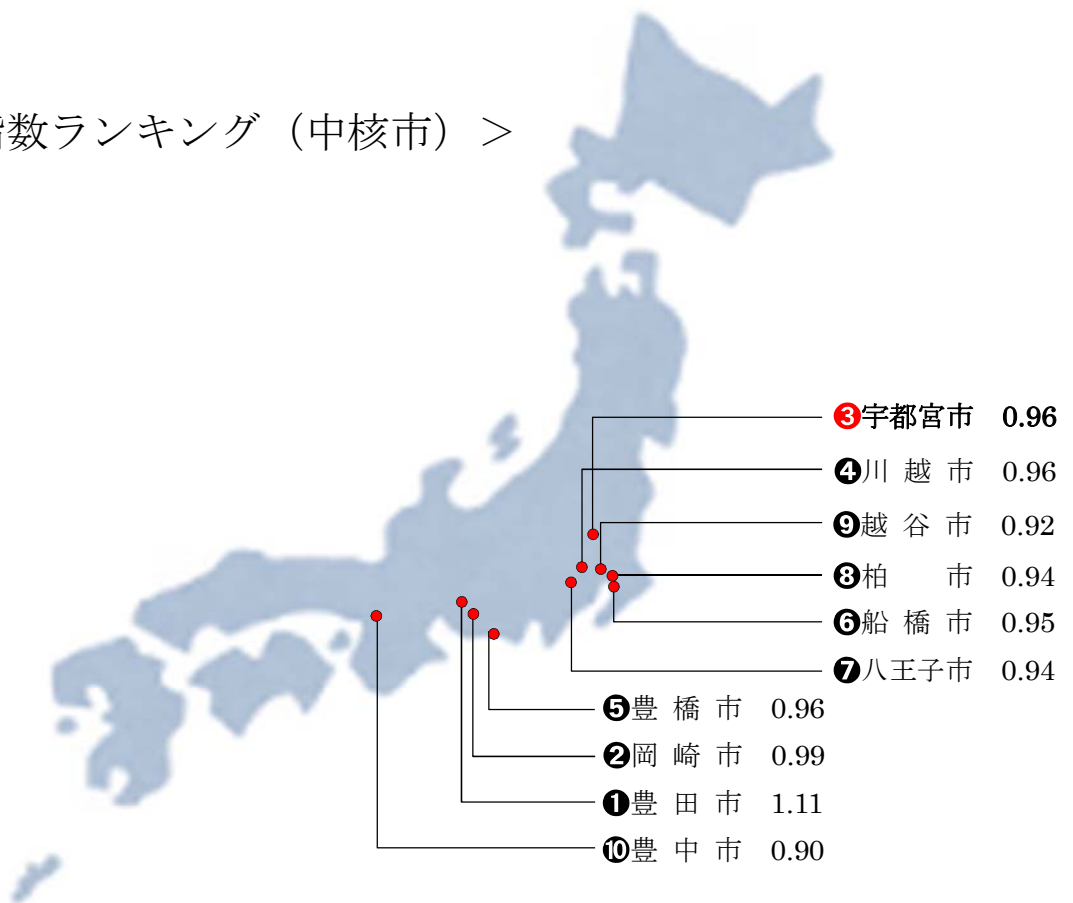 指数ランキング（中核市）＞
❸宇都宮市 0.96
❹川越市 0.96
❾越谷市 0.92
❽柏市 0.94
❻船橋市 0.95
❼八王子市 0.94
❺豊橋市 0.96
❷岡崎市 0.99
❶豊田市 1.11
❿豊中市 0.90